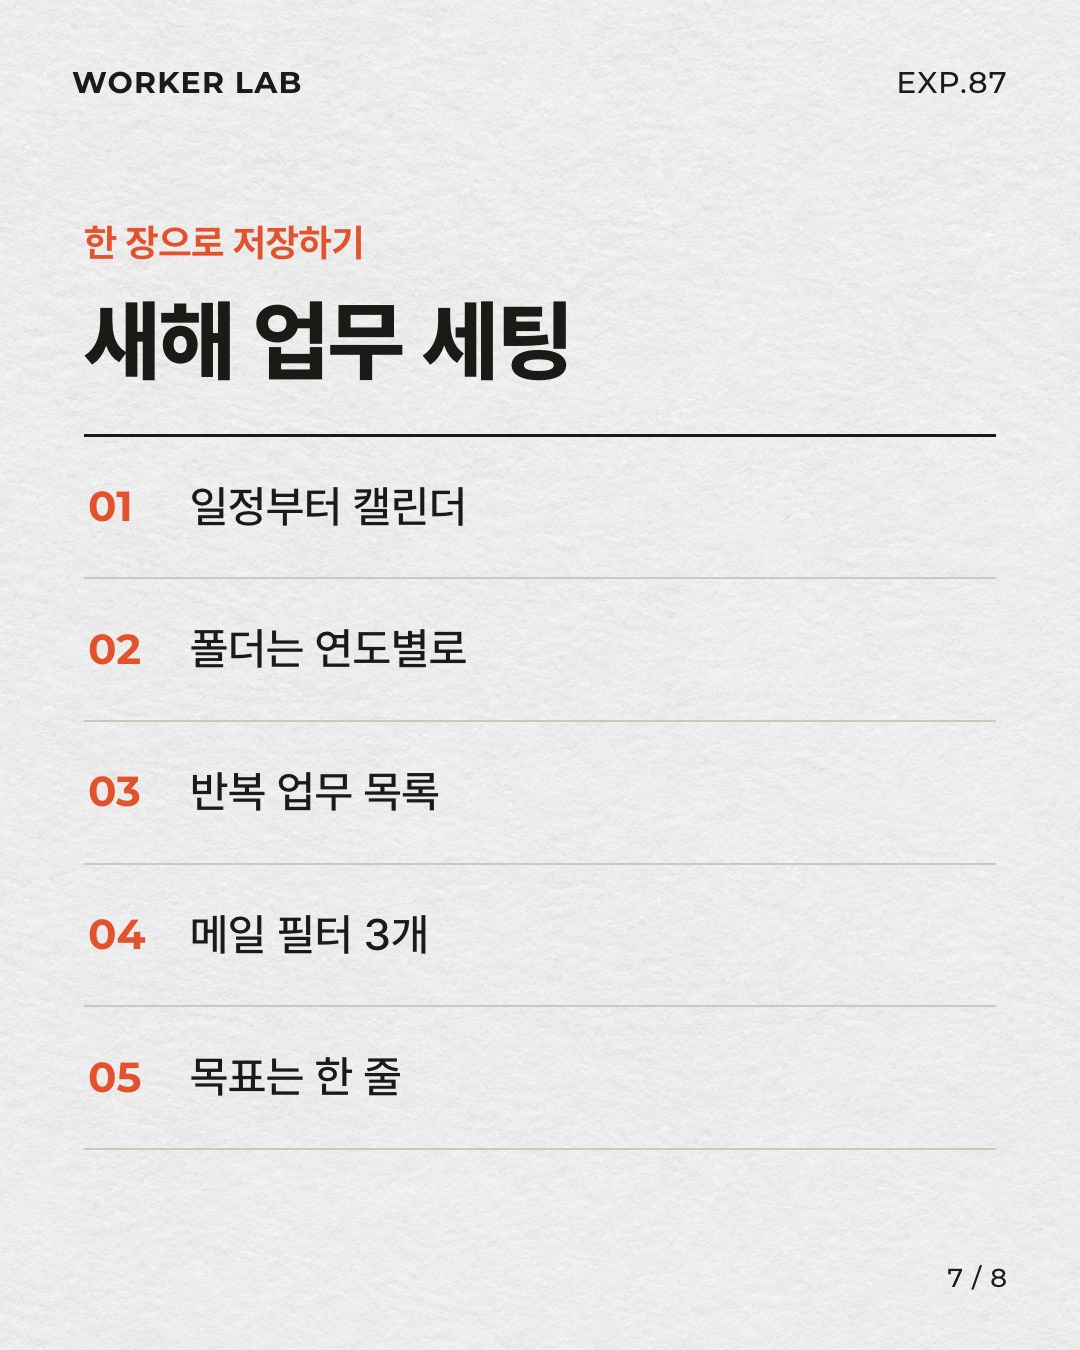 WORKER LAB
EXP.87
한 장으로 저장하기
새해 업무 세팅
01 일정부터 캘린더
02 폴더는 연도별로
03 반복 업무 목록
04 메일 필터 3개
05 목표는 한 줄
7 / 8